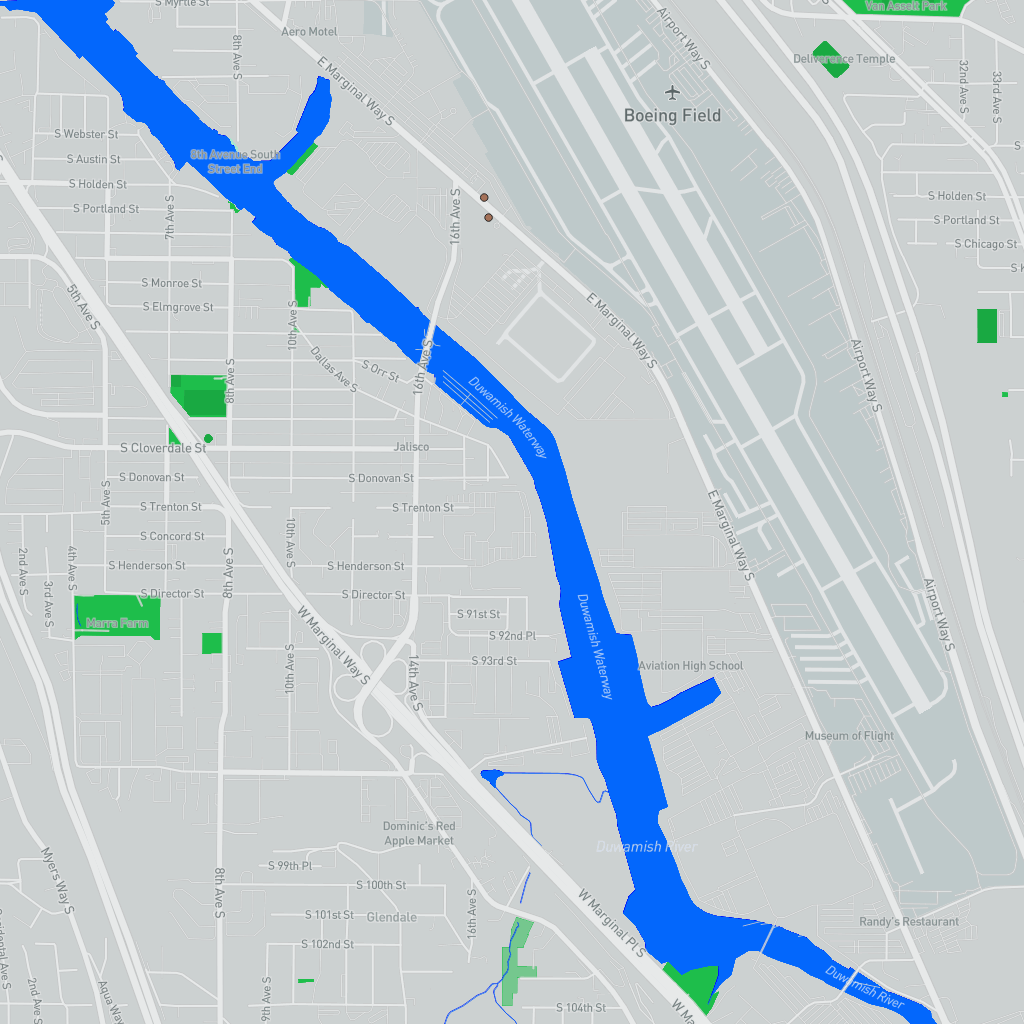 S Myrtle St
Van Asselt Park
Airport Way S
Aero Motel
8th Ave S
E Marginal Way S
Deliverence Temple
32nd Ave S
33rd Ave S
Boeing Field
S Webster St
8th Avenue South
Street End
S Austin St
S Holden St
S Portland St
7th Ave S
16th Ave S
S Holden St
S Portland St
S Chicago St
S Monroe St
S Elmgrove St
5th Ave S
10th Ave S
E Marginal Way S
Airport Way S
Dallas Ave S
S Orr St
16th Ave S
8th Ave S
Duwamish Waterway
S Cloverdale St
Jalisco
S Donovan St
S Donovan St
5th Ave S
S Trenton St
S Trenton St
E Marginal Way S
10th Ave S
S Concord St
2nd Ave S
3rd Ave S
4th Ave S
S Henderson St
S Henderson St
8th Ave S
S Director St
S Director St
Airport Way S
Marra Farm
W Marginal Way S
S 91st St
S 92nd Pl
Duwamish Waterway
10th Ave S
14th Ave S
S 93rd St
Aviation High School
Museum of Flight
Dominic's Red
Apple Market
Duwamish River
Myers Way S
S 99th Pl
8th Ave S
S 100th St
16th Ave S
W Marginal Pl S
S 101st St
Glendale
Randy's Restaurant
S 102nd St
2nd Ave S
Aqua Way
9th Ave S
S 104th St
Duwamish River